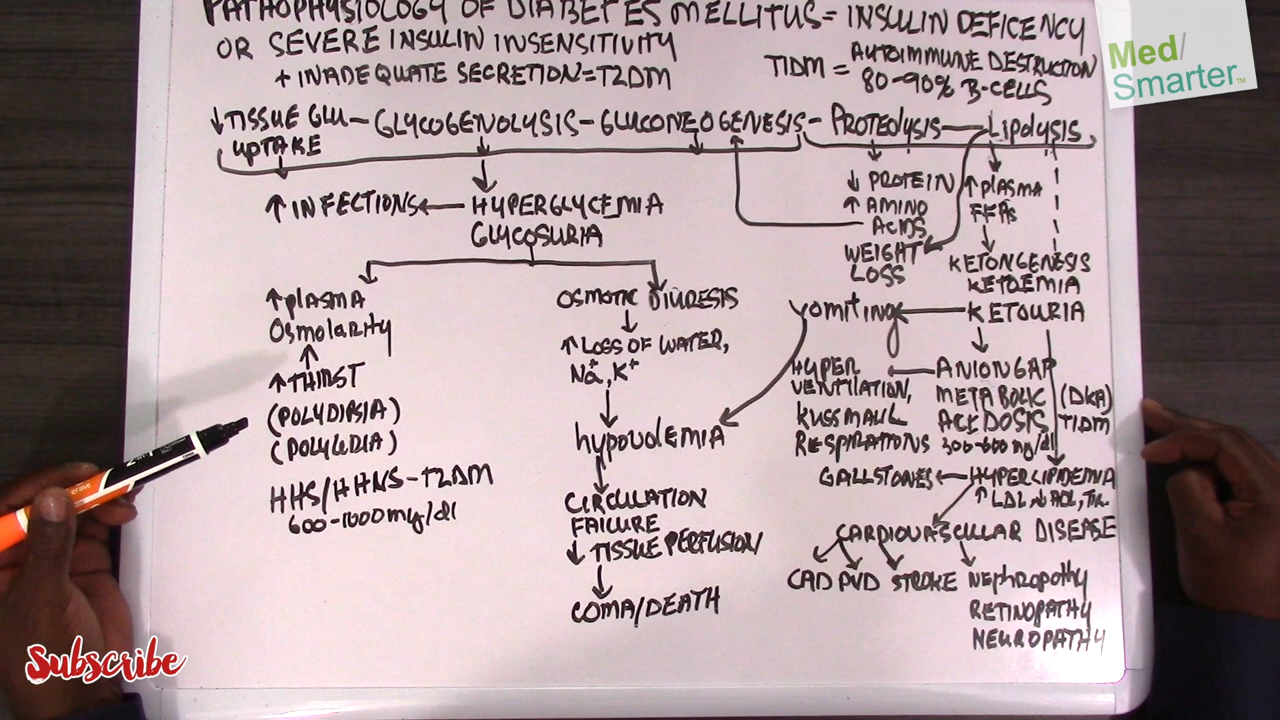 PATHOPHYSIOLOGY OF DIABETES MELLITUS = INSULIN DEFICENCY
OR SEVERE INSULIN INSENSITIVITY
+ INADEQUATE SECRETION = T2DM
T1DM = AUTOIMMUNE DESTRUCTION
80-90% B-CELLS
Med/
Smarter™
↓ TISSUE GLU - GLYCOGENOLYSIS - GLUCONEOGENESIS - PROTEOLYSIS - LIPOLYSIS
UPTAKE
↑ INFECTIONS ← HYPERGLYCEMIA
GLYCOSURIA
↓ PROTEIN
↑ AMINO
ACIDS
WEIGHT
LOSS
↑ PLASMA
FFAs
KETONGENESIS
KETOEMIA
KETOURIA
↑ PLASMA
OSMOLARITY
↑ THIRST
(POLYDIPSIA)
(POLYUDIA)
HHS/HHNS - T2DM
600-1000 mg/dl
OSMOTIC DIURESIS
↑ LOSS OF WATER,
Na+, K+
hypovolemia
CIRCULATION
FAILURE
↓ TISSUE PERFUSION
COMA/DEATH
Vomiting
HYPER
VENTILATION,
KUSSMAUL
RESPIRATIONS
ANION GAP
METABOLIC
ACIDOSIS
300-600 mg/dl
(DKA)
T1DM
GALLSTONES ← HYPERLIPIDEMIA
↑ LDL, ↓ HDL,
CARDIOVASCULAR DISEASE
CAD PVD STROKE Nephropathy
RETINOPATHY
NEUROPATHY
Subscribe